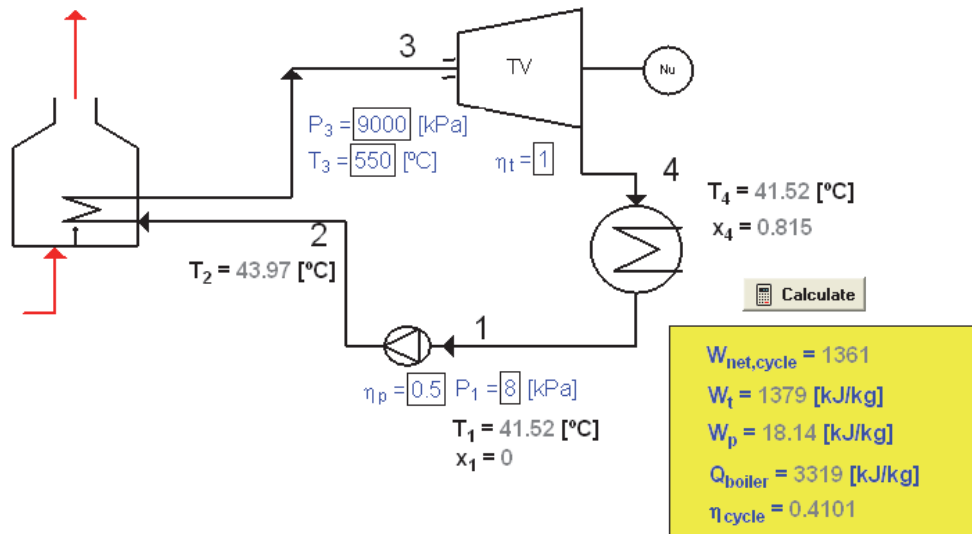 3
TV
Nu
P3 = 9000 [kPa]
T3 = 550 [ºC]
ηt = 1
4
T4 = 41.52 [ºC]
x4 = 0.815
2
T2 = 43.97 [ºC]
Calculate
1
ηp = 0.5 P1 = 8 [kPa]
T1 = 41.52 [ºC]
x1 = 0
Wnet,cycle = 1361
Wt = 1379 [kJ/kg]
Wp = 18.14 [kJ/kg]
Qboiler = 3319 [kJ/kg]
ηcycle = 0.4101